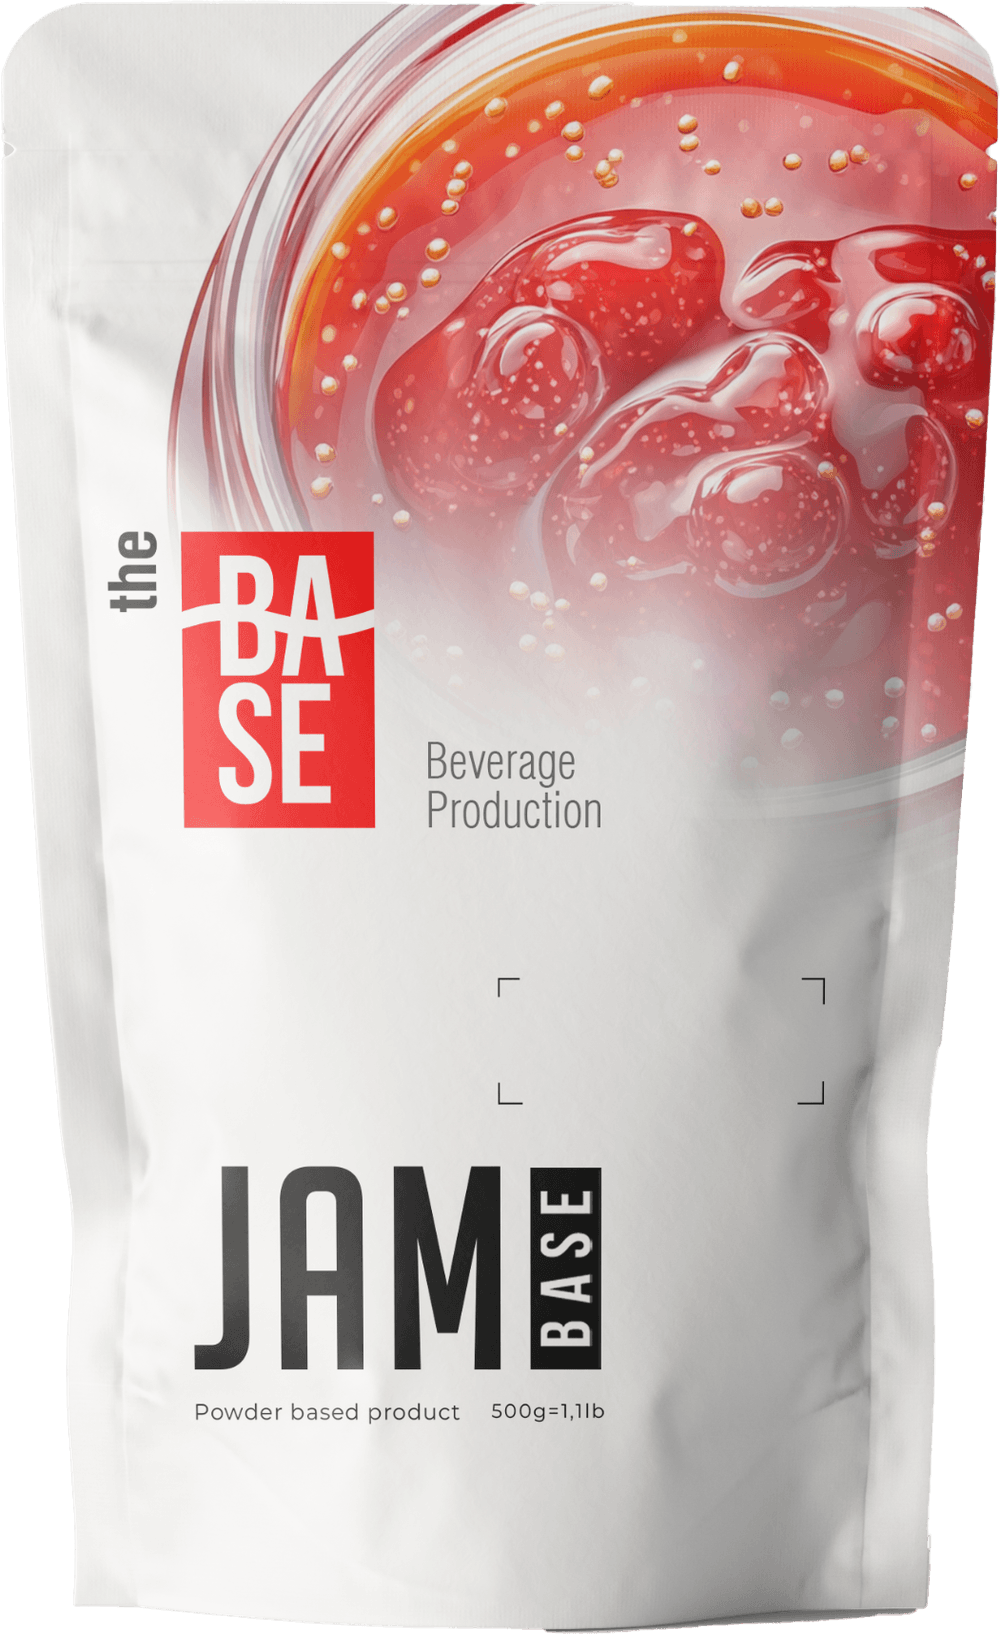 the
BA
SE
Beverage
Production
JAM
BASE
Powder based product 500g=1,1lb